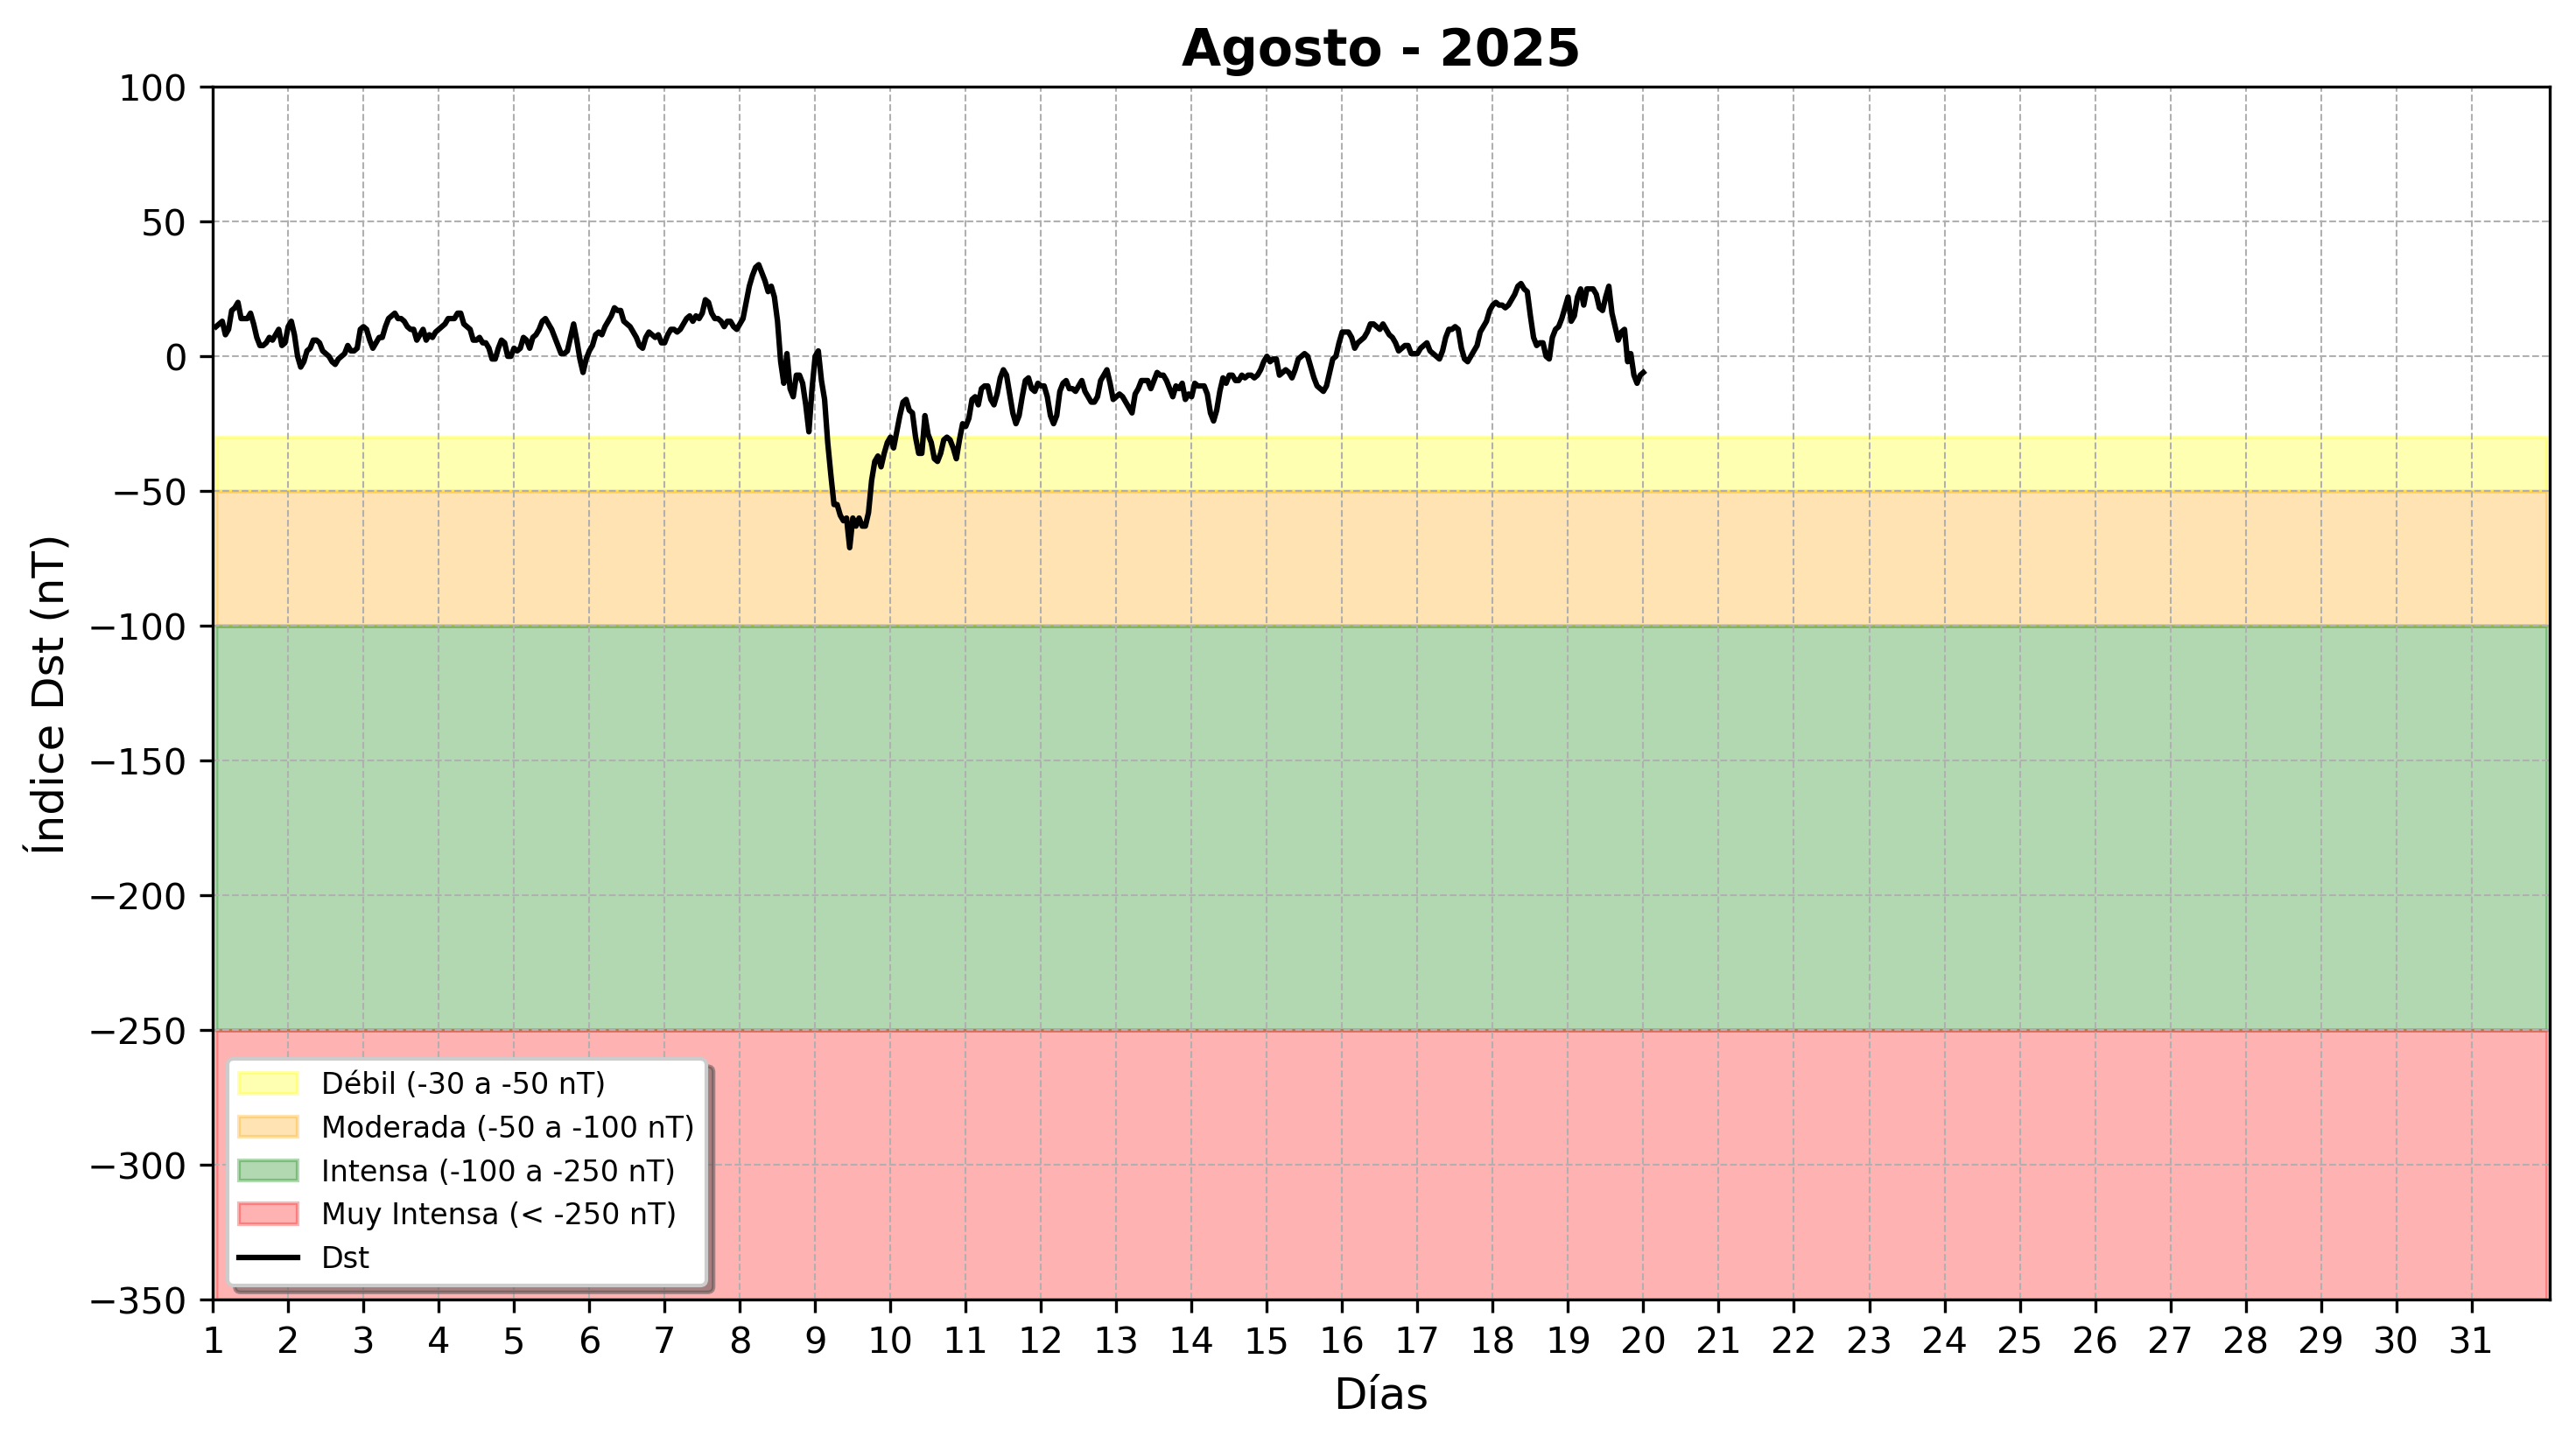 Agosto - 2025
100
50
0
−50
−100
−150
−200
−250
−300
−350
Índice Dst (nT)
Débil (-30 a -50 nT)
Moderada (-50 a -100 nT)
Intensa (-100 a -250 nT)
Muy Intensa (< -250 nT)
Dst
1 2 3 4 5 6 7 8 9 10 11 12 13 14 15 16 17 18 19 20 21 22 23 24 25 26 27 28 29 30 31
Días